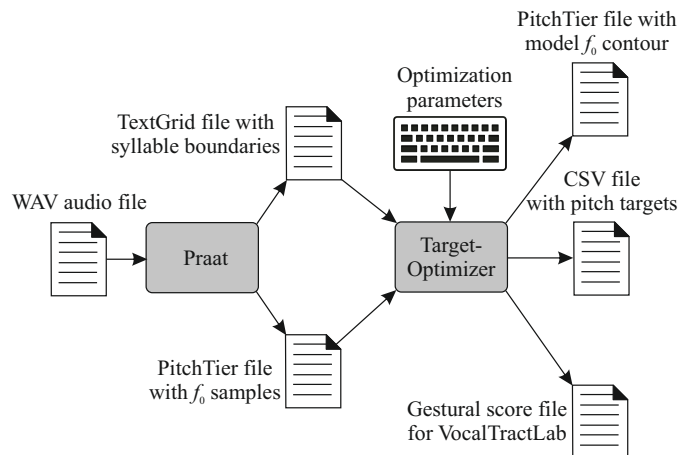 PitchTier file with
model f₀ contour
Optimization
parameters
TextGrid file with
syllable boundaries
CSV file
with pitch targets
WAV audio file
Praat
Target-
Optimizer
PitchTier file
with f₀ samples
Gestural score file
for VocalTractLab